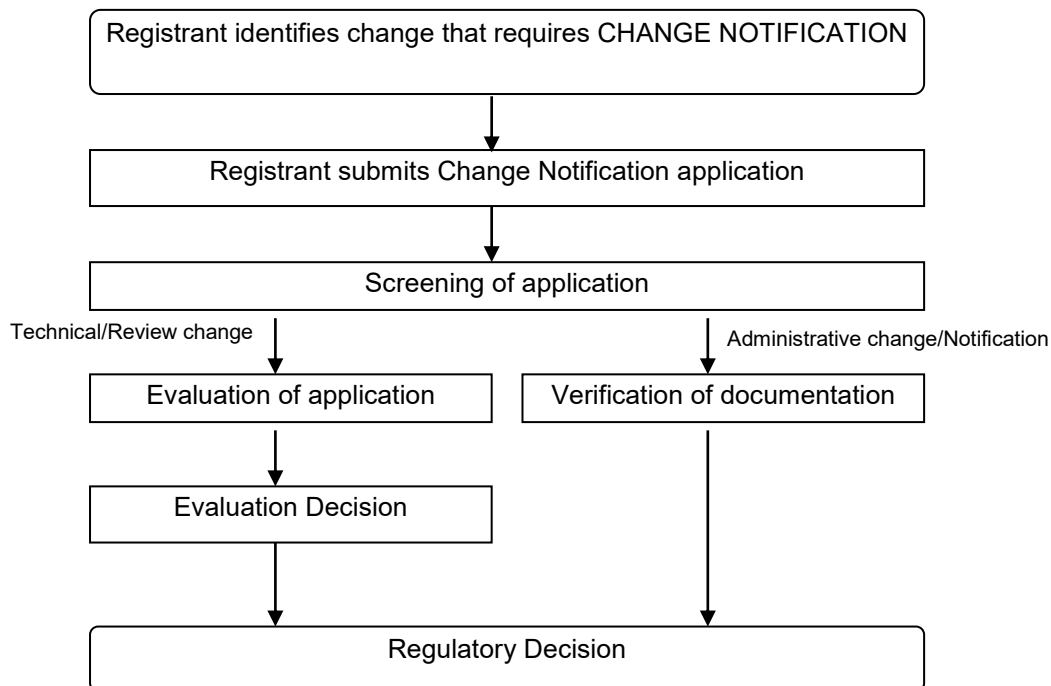 Registrant identifies change that requires CHANGE NOTIFICATION
Registrant submits Change Notification application
Screening of application
Technical/Review change
Administrative change/Notification
Evaluation of application
Verification of documentation
Evaluation Decision
Regulatory Decision